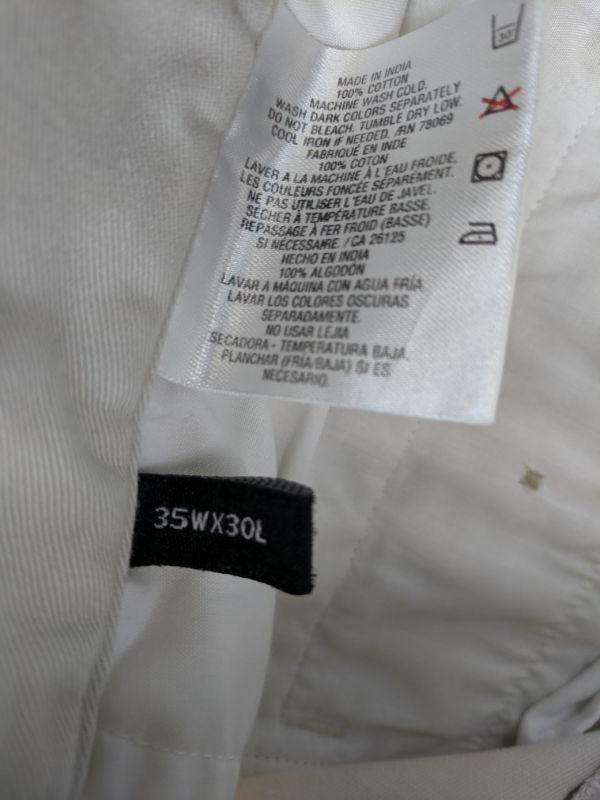 30°
MADE IN INDIA
100% COTTON
MACHINE WASH COLD.
WASH DARK COLORS SEPARATELY
DO NOT BLEACH. TUMBLE DRY LOW.
COOL IRON IF NEEDED. /RN 78069
FABRIQUÉ EN INDE
100% COTON
LAVER A LA MACHINE À L'EAU FROIDE,
LES COULEURS FONCÉE SÉPARÉMENT.
NE PAS UTILISER L'EAU DE JAVEL.
SÉCHER À TEMPÉRATURE BASSE.
REPASSAGE À FER FROID (BASSE)
SI NÉCESSAIRE. / CA 26125
HECHO EN INDIA
100% ALGODÓN
LAVAR A MÁQUINA CON AGUA FRÍA
LAVAR LOS COLORES OSCURAS
SEPARADAMENTE.
NO USAR LEJIA
SECADORA - TEMPERATURA BAJA,
PLANCHAR (FRÍA/BAJA) SI ES
NECESARIO.
35WX30L